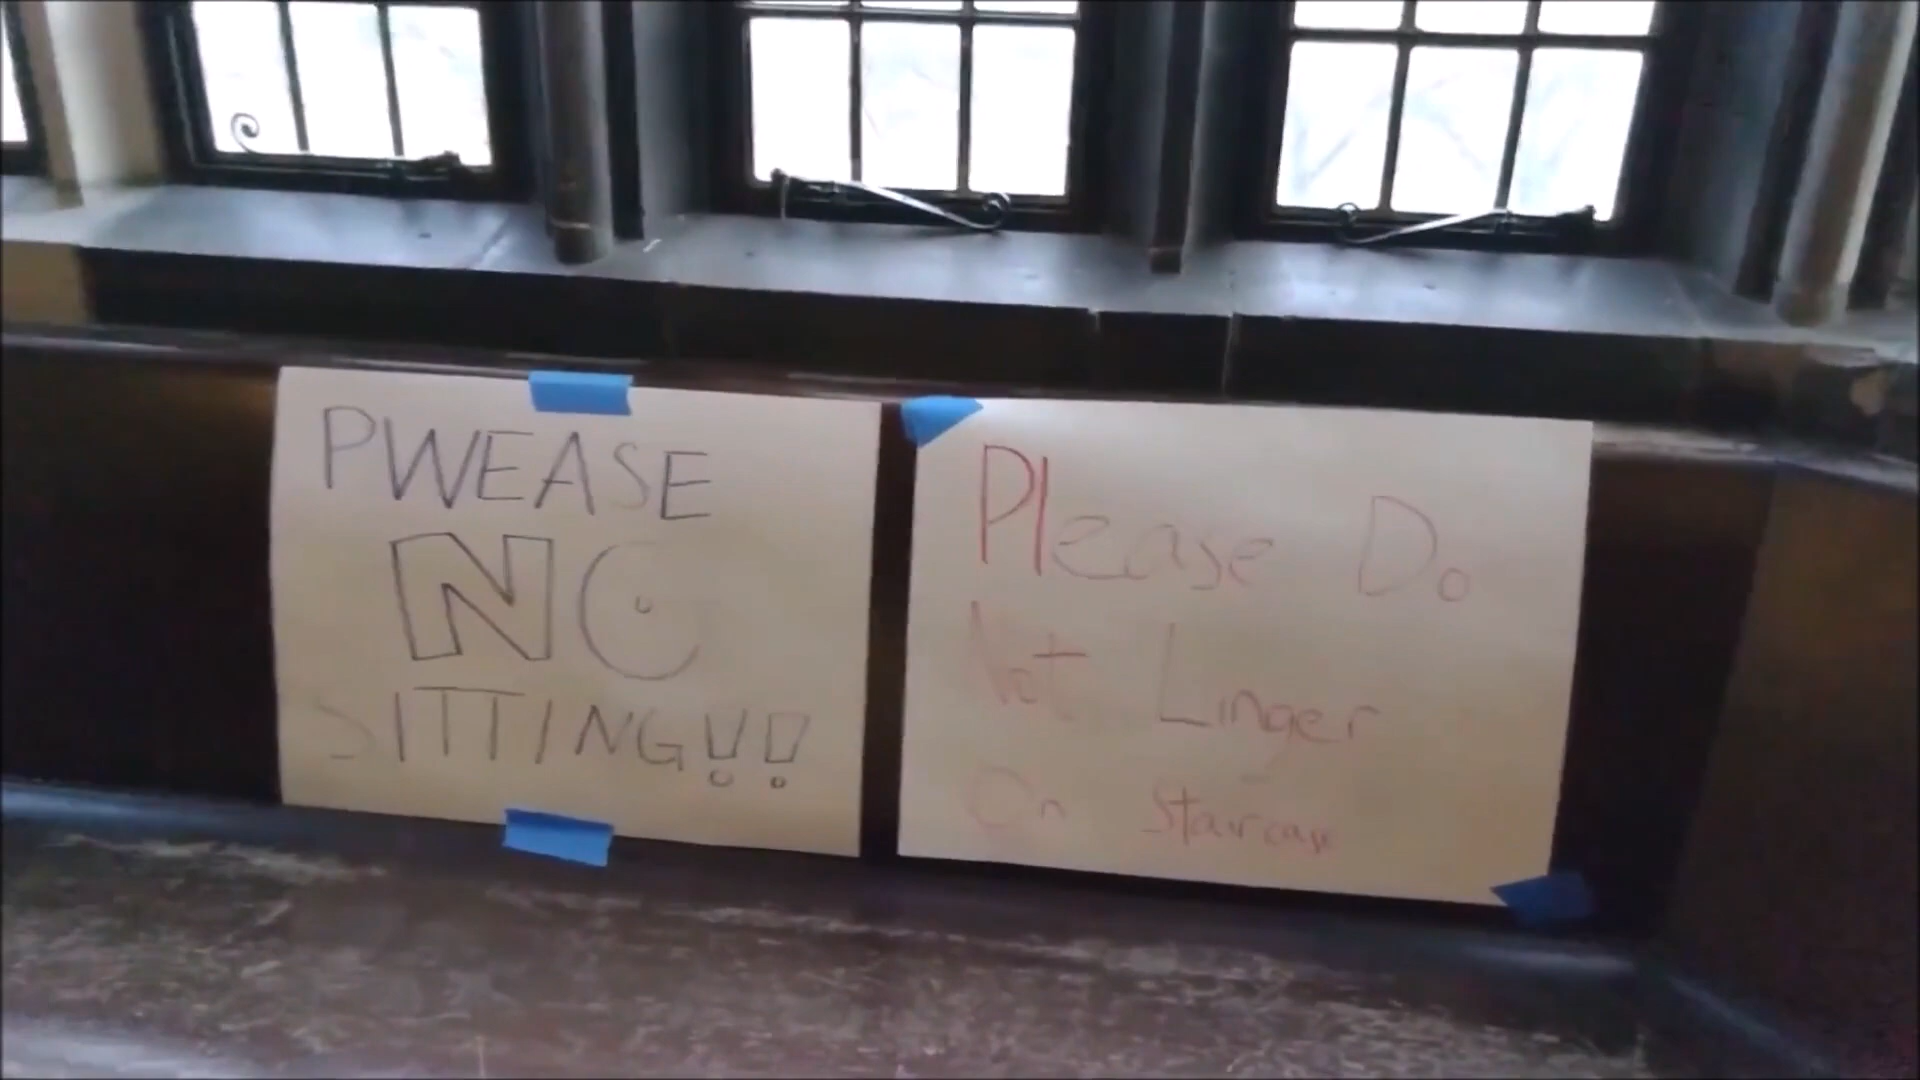 PWEASE
NO
SITTING!!
Please Do
Not Linger
On Staircase